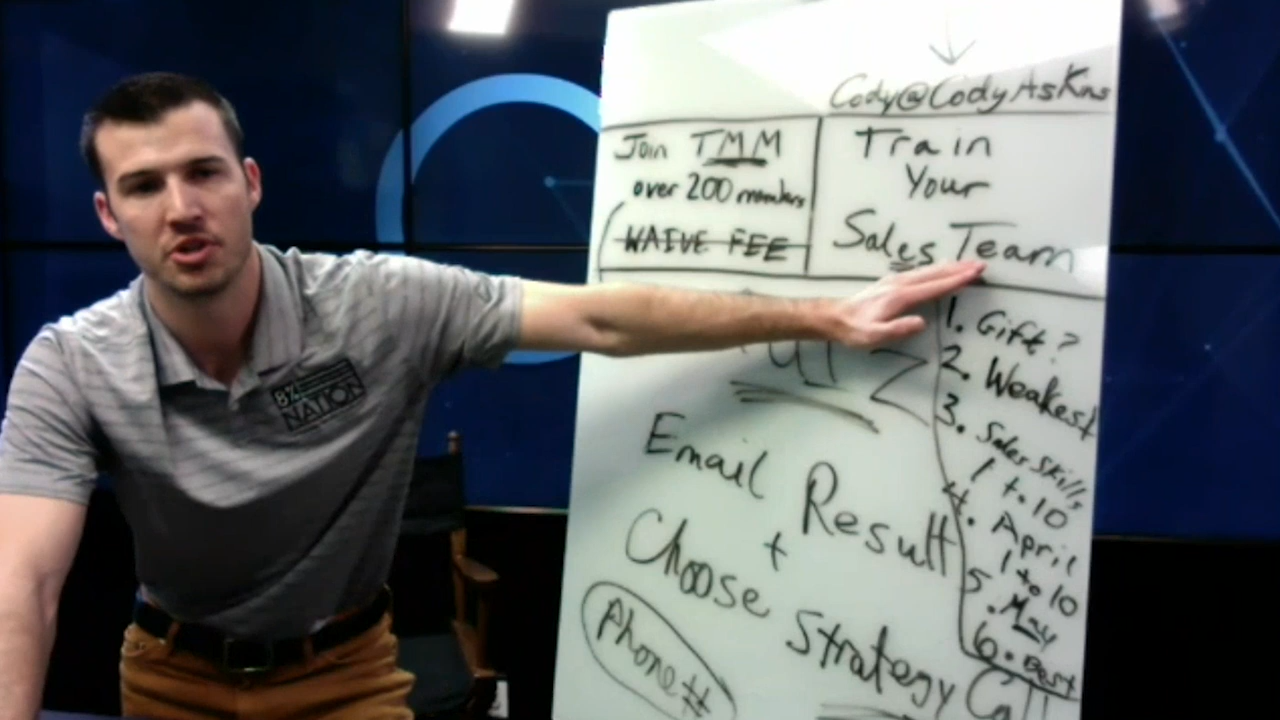 Cody@CodyAsKns
Join TMM
over 200 members
WAIVE FEE
Train
Your
Sales Team
1. Gift?
2. Weakest
3. Sales Skills
1 to 10
4. April
1 to 10
5. May
6. Best
Email Result
+
Choose Strategy Call
Phone #
8% NATION